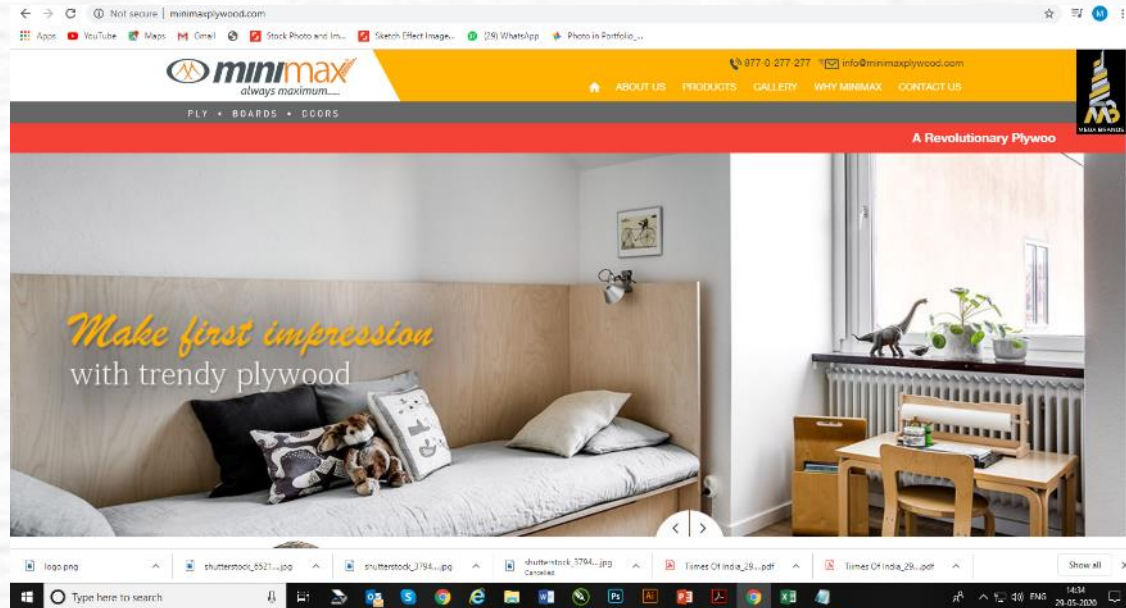 Not secure | minimaxplywood.com
Apps YouTube Maps Gmail Stock Photo and Im... Sketch Effect Image... (29) WhatsApp Photo in Portfolio_...
minimax
always maximum.....
977-0-277-277 info@minimaxplywood.com
ABOUT US PRODUCTS GALLERY WHY MINIMAX CONTACT US
PLY • BOARDS • DOORS
MEGA BRANDS
A Revolutionary Plywoo
Make first impression
with trendy plywood
logo.png shutterstock_6521....jpg shutterstock_3794....jpg shutterstock_3794....jpg Times Of India_29....pdf Times Of India_29....pdf Show all
Cancelled
Type here to search
ENG 14:34
29-05-2020